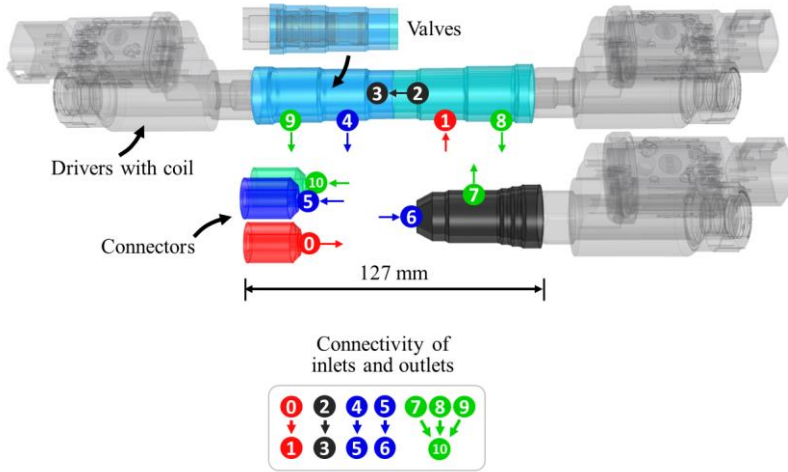 Valves
3 2
9 4 1 8
Drivers with coil
10
7
5
6
Connectors
0
127 mm
Connectivity of
inlets and outlets
0 2 4 5 7 8 9
1 3 5 6 10